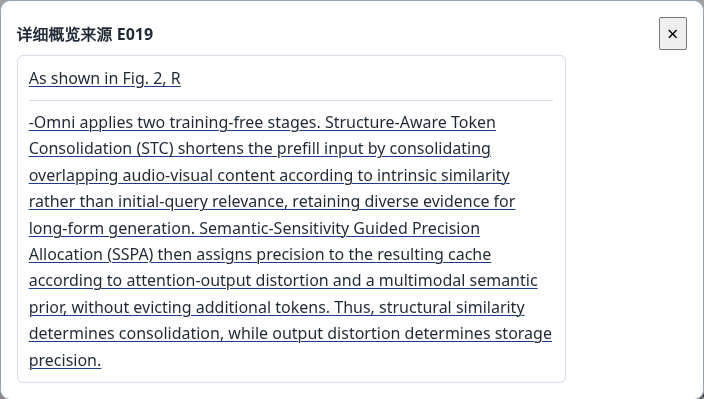 详细概览来源 E019
×
As shown in Fig. 2, R
-Omni applies two training-free stages. Structure-Aware Token
Consolidation (STC) shortens the prefill input by consolidating
overlapping audio-visual content according to intrinsic similarity
rather than initial-query relevance, retaining diverse evidence for
long-form generation. Semantic-Sensitivity Guided Precision
Allocation (SSPA) then assigns precision to the resulting cache
according to attention-output distortion and a multimodal semantic
prior, without evicting additional tokens. Thus, structural similarity
determines consolidation, while output distortion determines storage
precision.